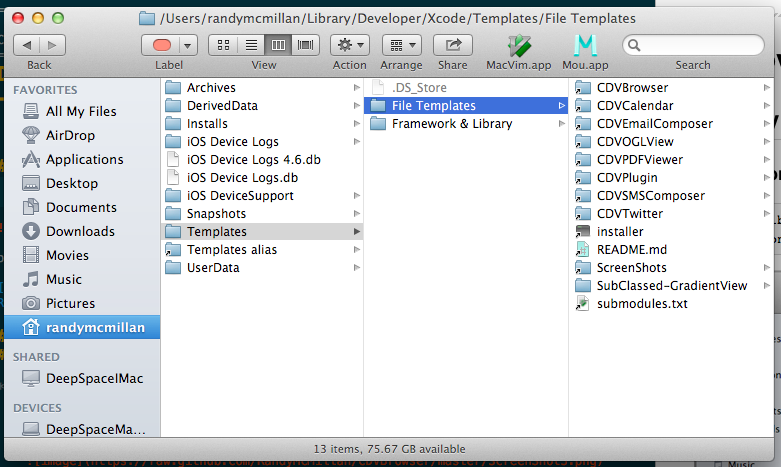 /Users/randymcmillan/Library/Developer/Xcode/Templates/File Templates
Back
Label
View
Action
Arrange
Share
MacVim.app
Mou.app
Search
FAVORITES
All My Files
AirDrop
Applications
Desktop
Documents
Downloads
Movies
Music
Pictures
randymcmillan
SHARED
DeepSpaceIMac
DEVICES
DeepSpaceMa...
Archives
DerivedData
Installs
iOS Device Logs
iOS Device Logs 4.6.db
iOS Device Logs.db
iOS DeviceSupport
Snapshots
Templates
Templates alias
UserData
.DS_Store
File Templates
Framework & Library
CDVBrowser
CDVCalendar
CDVEmailComposer
CDVOGLView
CDVPDFViewer
CDVPlugin
CDVSMSComposer
CDVTwitter
installer
README.md
ScreenShots
SubClassed-GradientView
submodules.txt
13 items, 75.67 GB available